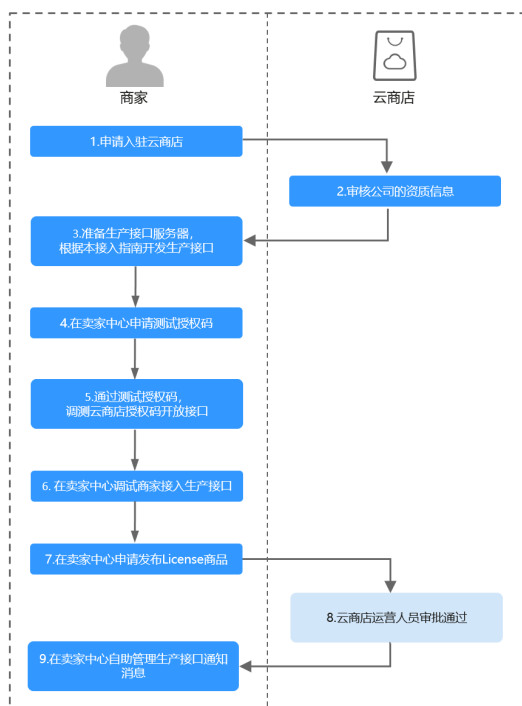 商家
云商店
1.申请入驻云商店
2.审核公司的资质信息
3.准备生产接口服务器，
根据本接入指南开发生产接口
4.在卖家中心申请测试授权码
5.通过测试授权码，
调测云商店授权码开放接口
6. 在卖家中心调试商家接入生产接口
7.在卖家中心申请发布License商品
8.云商店运营人员审批通过
9.在卖家中心自助管理生产接口通知
消息